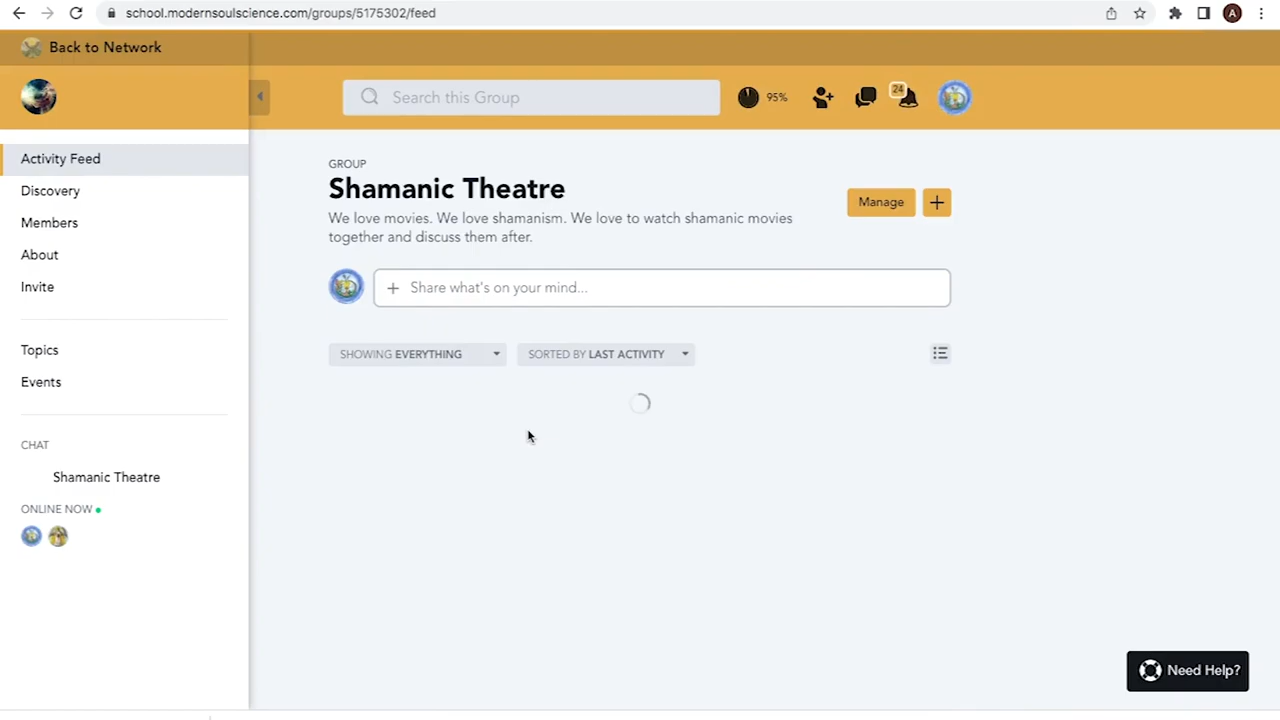 school.modernsoulscience.com/groups/5175302/feed
A
Back to Network
Search this Group
95%
24
Activity Feed
Discovery
Members
About
Invite
Topics
Events
CHAT
Shamanic Theatre
ONLINE NOW
GROUP
Shamanic Theatre
We love movies. We love shamanism. We love to watch shamanic movies
together and discuss them after.
Manage
Share what's on your mind...
SHOWING EVERYTHING
SORTED BY LAST ACTIVITY
Need Help?